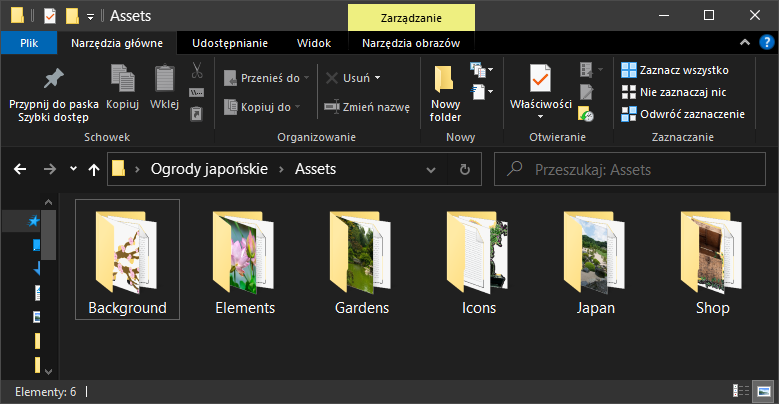 Assets
Zarządzanie
Plik
Narzędzia główne
Udostępnianie
Widok
Narzędzia obrazów
Przypnij do paska
Szybki dostęp
Kopiuj
Wklej
Schowek
Przenieś do
Kopiuj do
Usuń
Zmień nazwę
Organizowanie
Nowy
folder
Nowy
Właściwości
Otwieranie
Zaznacz wszystko
Nie zaznaczaj nic
Odwróć zaznaczenie
Zaznaczanie
Ogrody japońskie > Assets
Przeszukaj: Assets
Background
Elements
Gardens
Icons
Japan
Shop
Elementy: 6